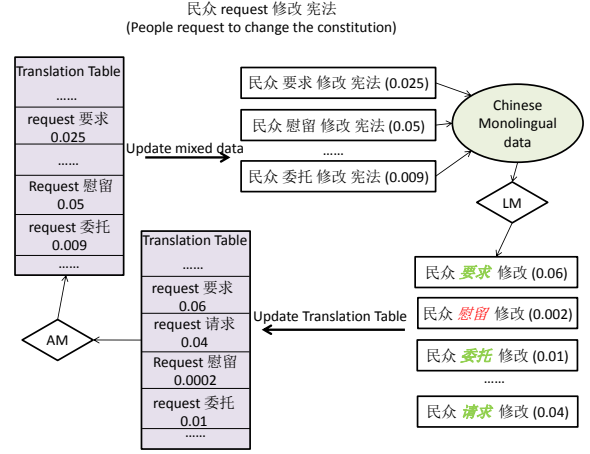 民众 request 修改 宪法
(People request to change the constitution)
Translation Table
……
request 要求
0.025
……
Request 慰留
0.05
request 委托
0.009
……
Update mixed data
民众 要求 修改 宪法 (0.025)
民众 慰留 修改 宪法 (0.05)
……
民众 委托 修改 宪法 (0.009)
Chinese
Monolingual
data
LM
民众 要求 修改 (0.06)
民众 慰留 修改 (0.002)
民众 委托 修改 (0.01)
……
民众 请求 修改 (0.04)
Update Translation Table
Translation Table
……
request 要求
0.06
request 请求
0.04
Request 慰留
0.0002
request 委托
0.01
……
AM